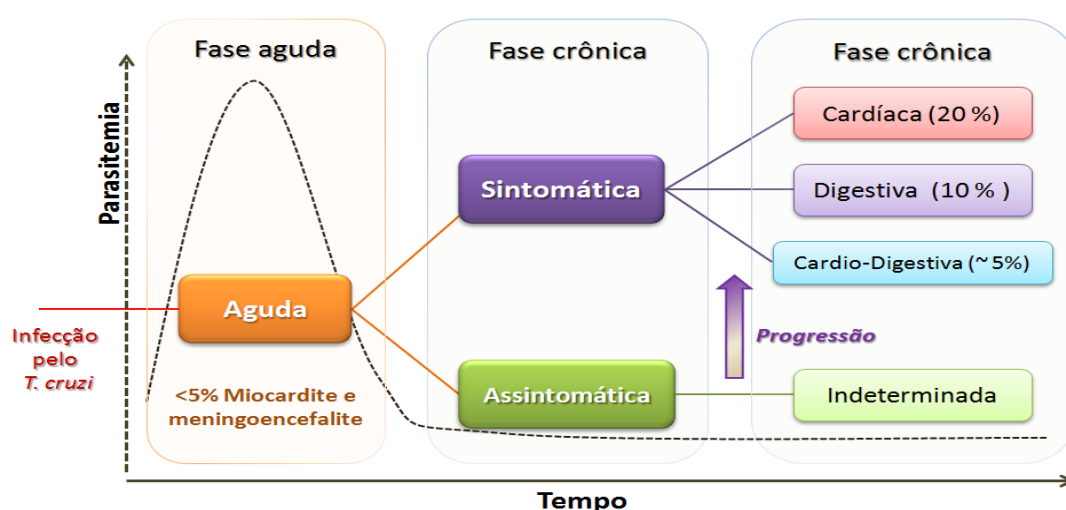 Fase aguda
Fase crônica
Fase crônica
Parasitemia
Cardíaca (20 %)
Sintomática
Digestiva (10 % )
Cardio-Digestiva (~5%)
Aguda
Infecção
pelo
T. cruzi
Progressão
<5% Miocardite e
meningoencefalite
Assintomática
Indeterminada
Tempo